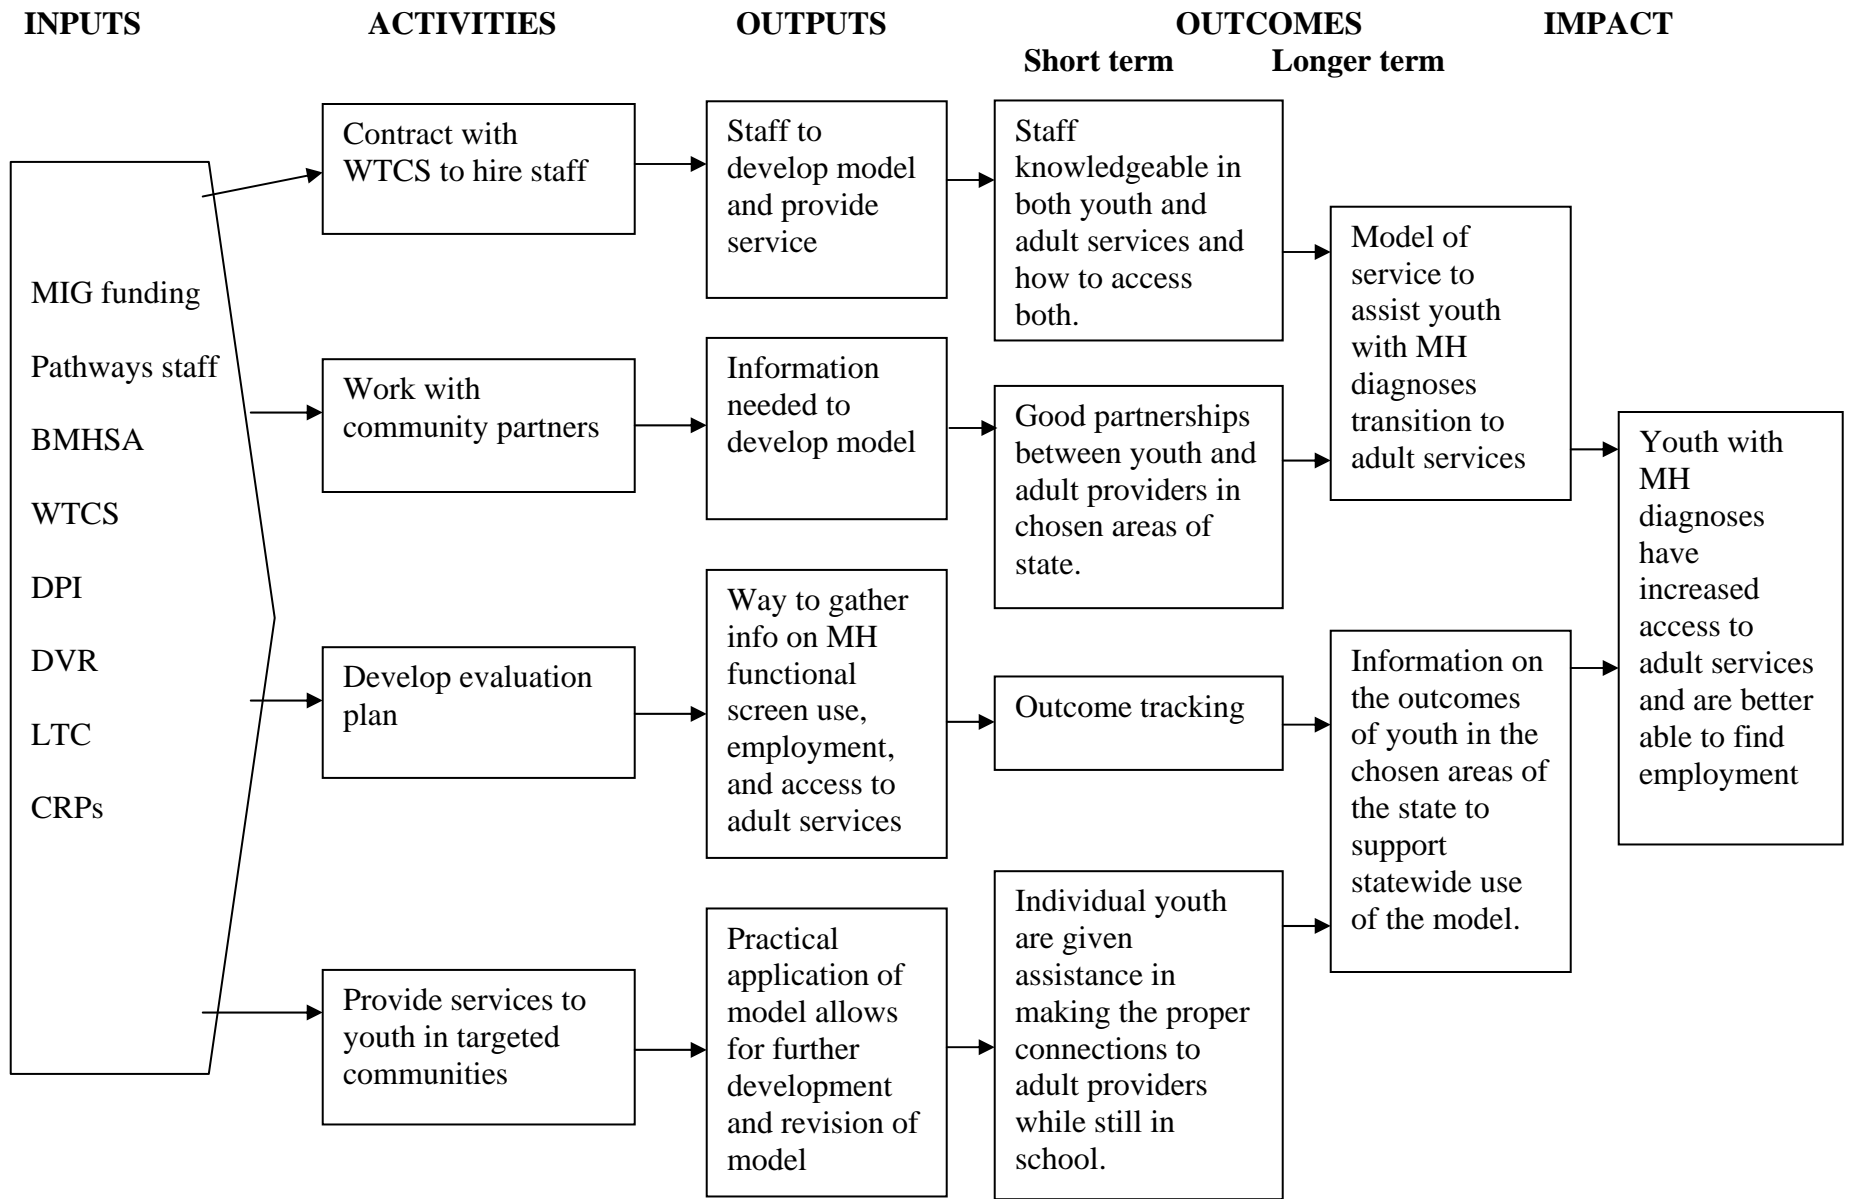 INPUTS ACTIVITIES OUTPUTS OUTCOMES IMPACT
Short term Longer term
MIG funding
Pathways staff
BMHSA
WTCS
DPI
DVR
LTC
CRPs
Contract with
WTCS to hire staff
Work with
community partners
Develop evaluation
plan
Provide services to
youth in targeted
communities
Staff to
develop model
and provide
service
Information
needed to
develop model
Way to gather
info on MH
functional
screen use,
employment,
and access to
adult services
Practical
application of
model allows
for further
development
and revision of
model
Staff
knowledgeable in
both youth and
adult services and
how to access
both.
Good partnerships
between youth and
adult providers in
chosen areas of
state.
Outcome tracking
Individual youth
are given
assistance in
making the proper
connections to
adult providers
while still in
school.
Model of
service to
assist youth
with MH
diagnoses
transition to
adult services
Information on
the outcomes
of youth in the
chosen areas of
the state to
support
statewide use
of the model.
Youth with
MH
diagnoses
have
increased
access to
adult services
and are better
able to find
employment